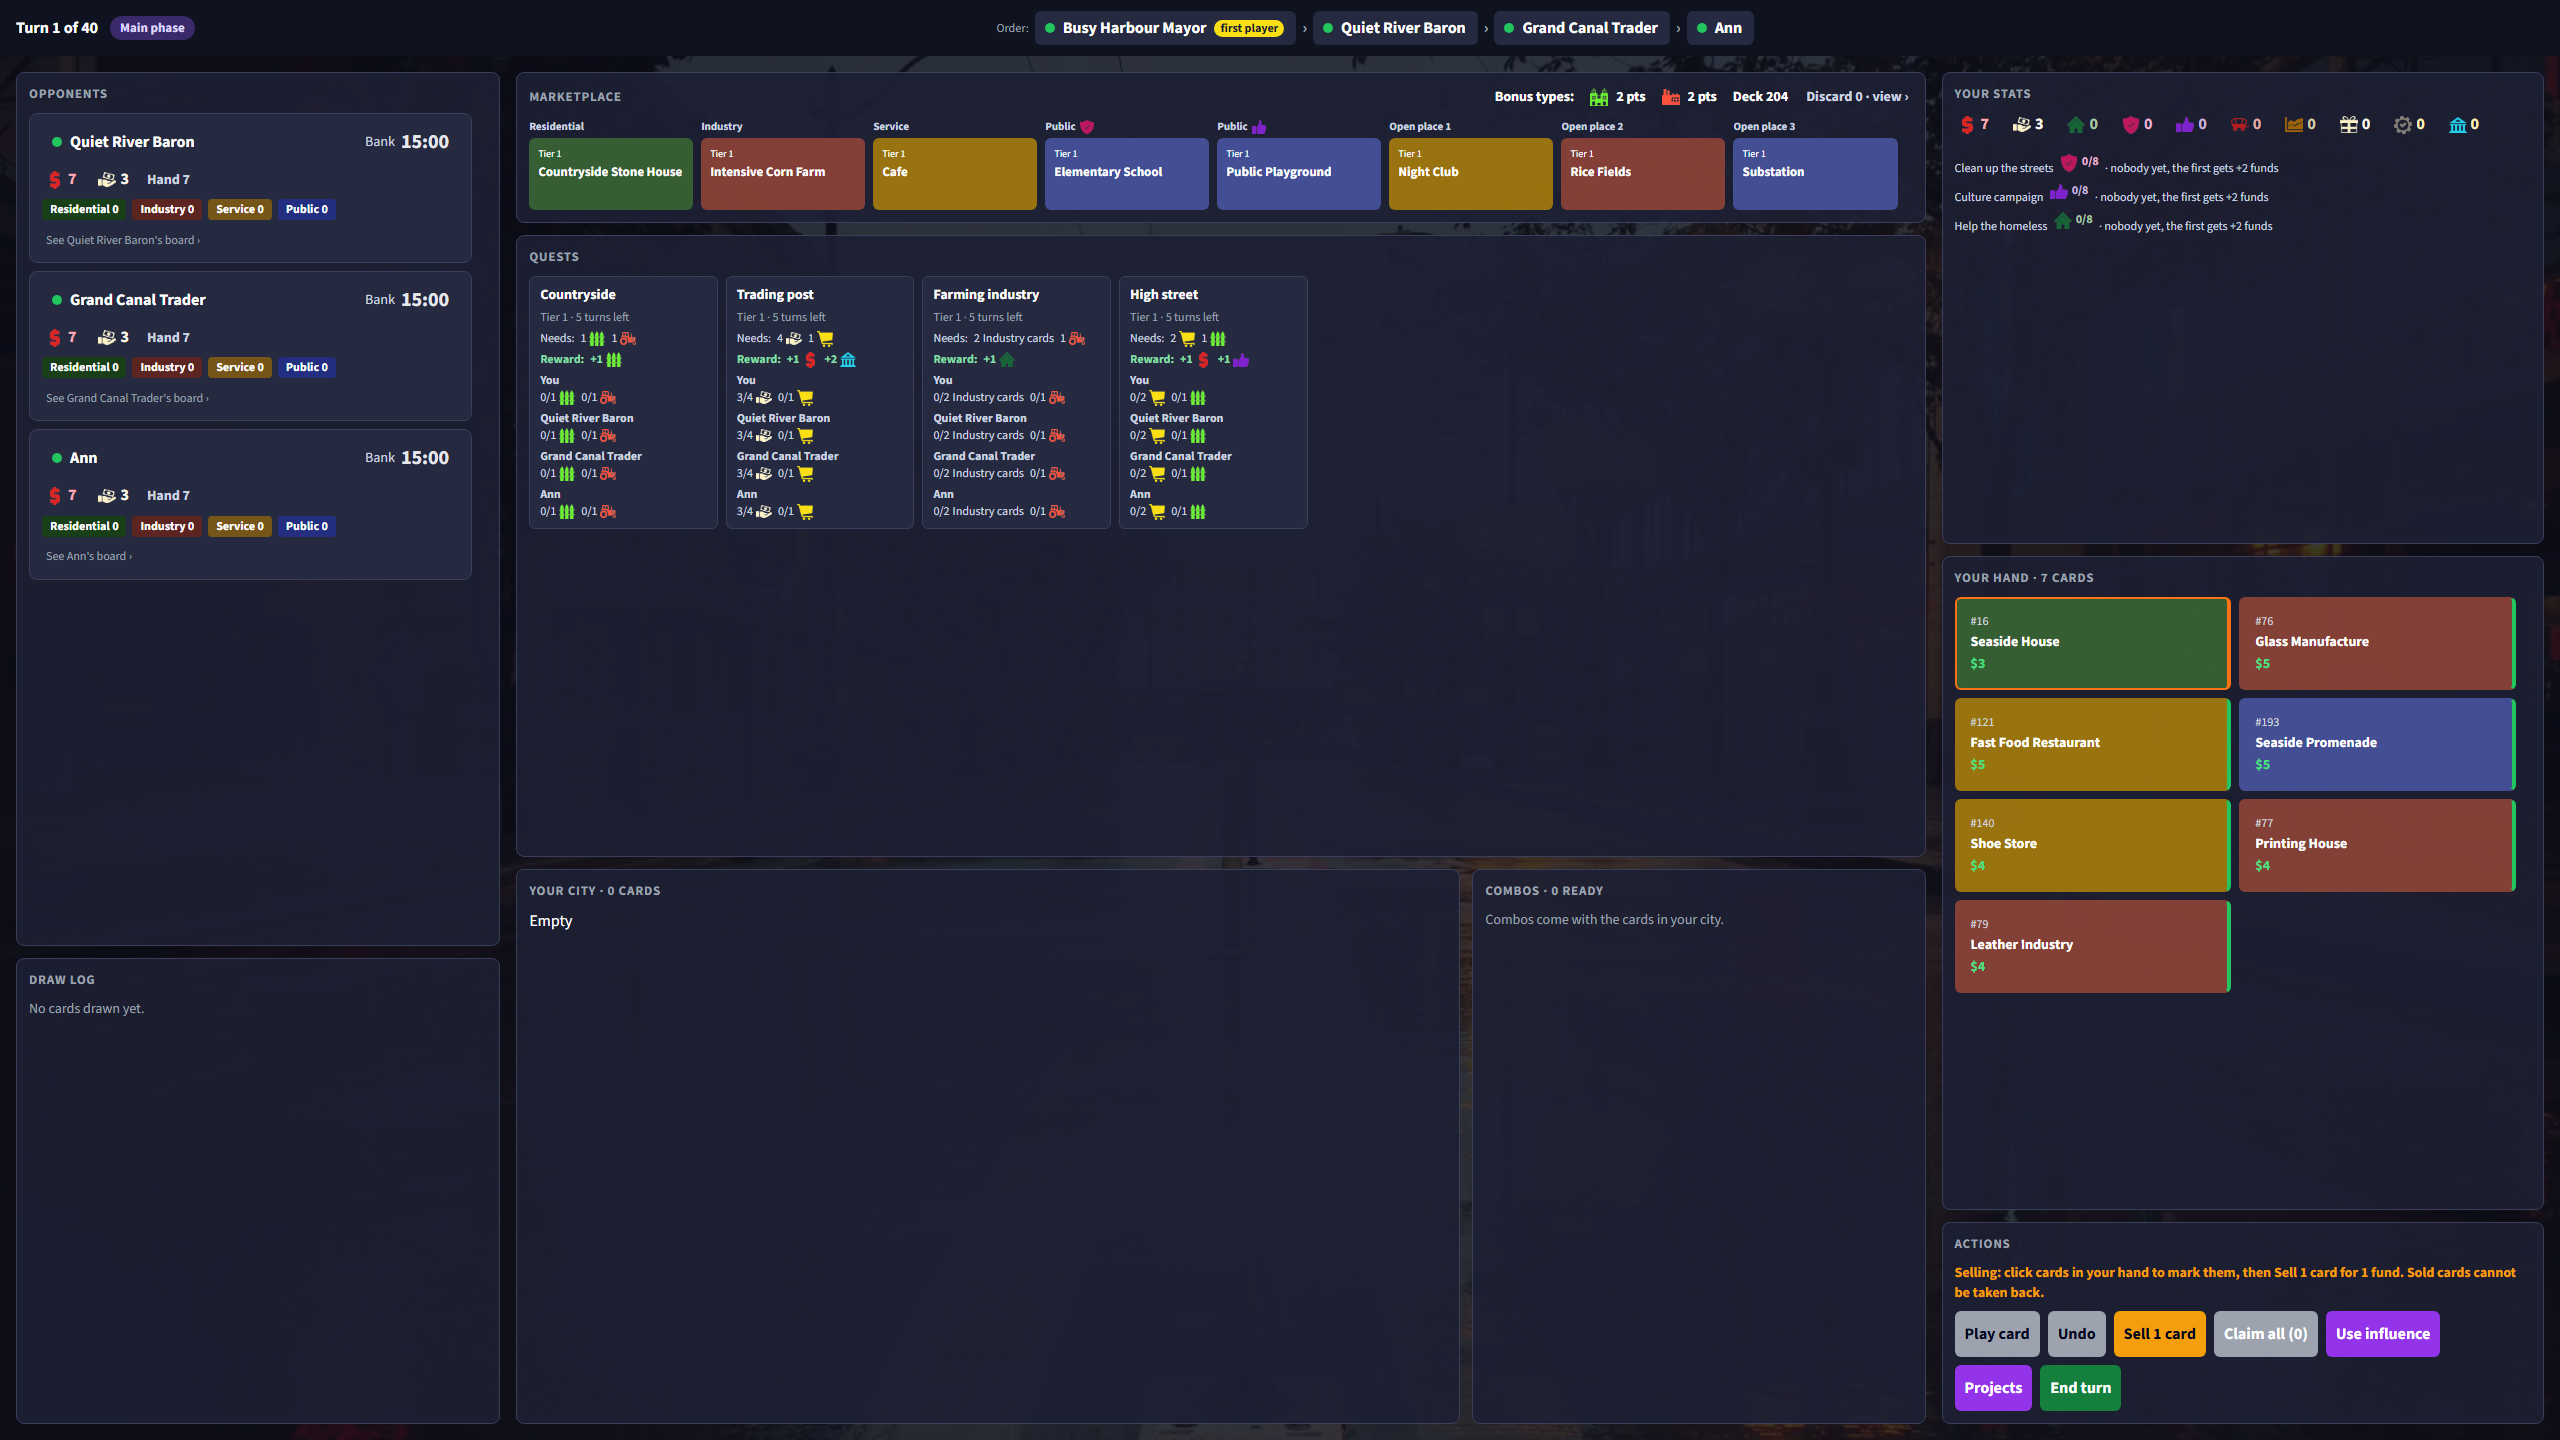 Turn 1 of 40
Main phase
Order:
Busy Harbour Mayor
first player
›
Quiet River Baron
›
Grand Canal Trader
›
Ann
OPPONENTS
Quiet River Baron
Bank 15:00
7 3 Hand 7
Residential 0 Industry 0 Service 0 Public 0
See Quiet River Baron's board ›
Grand Canal Trader
Bank 15:00
7 3 Hand 7
Residential 0 Industry 0 Service 0 Public 0
See Grand Canal Trader's board ›
Ann
Bank 15:00
7 3 Hand 7
Residential 0 Industry 0 Service 0 Public 0
See Ann's board ›
DRAW LOG
No cards drawn yet.
MARKETPLACE
Bonus types: 2 pts 2 pts Deck 204 Discard 0 · view ›
Residential
Tier 1
Countryside Stone House
Industry
Tier 1
Intensive Corn Farm
Service
Tier 1
Cafe
Public
Tier 1
Elementary School
Public
Tier 1
Public Playground
Open place 1
Tier 1
Night Club
Open place 2
Tier 1
Rice Fields
Open place 3
Tier 1
Substation
QUESTS
Countryside
Tier 1 · 5 turns left
Needs: 1 1
Reward: +1
You
0/1 0/1
Quiet River Baron
0/1 0/1
Grand Canal Trader
0/1 0/1
Ann
0/1 0/1
Trading post
Tier 1 · 5 turns left
Needs: 4 1
Reward: +1 +2
You
3/4 0/1
Quiet River Baron
3/4 0/1
Grand Canal Trader
3/4 0/1
Ann
3/4 0/1
Farming industry
Tier 1 · 5 turns left
Needs: 2 Industry cards 1
Reward: +1
You
0/2 Industry cards 0/1
Quiet River Baron
0/2 Industry cards 0/1
Grand Canal Trader
0/2 Industry cards 0/1
Ann
0/2 Industry cards 0/1
High street
Tier 1 · 5 turns left
Needs: 2 1
Reward: +1 +1
You
0/2 0/1
Quiet River Baron
0/2 0/1
Grand Canal Trader
0/2 0/1
Ann
0/2 0/1
YOUR CITY · 0 CARDS
Empty
COMBOS · 0 READY
Combos come with the cards in your city.
YOUR STATS
7 3 0 0 0 0 0 0 0 0
Clean up the streets 0/8 · nobody yet, the first gets +2 funds
Culture campaign 0/8 · nobody yet, the first gets +2 funds
Help the homeless 0/8 · nobody yet, the first gets +2 funds
YOUR HAND · 7 CARDS
#16
Seaside House
$3
#76
Glass Manufacture
$5
#121
Fast Food Restaurant
$5
#193
Seaside Promenade
$5
#140
Shoe Store
$4
#77
Printing House
$4
#79
Leather Industry
$4
ACTIONS
Selling: click cards in your hand to mark them, then Sell 1 card for 1 fund. Sold cards cannot
be taken back.
Play card
Undo
Sell 1 card
Claim all (0)
Use influence
Projects
End turn